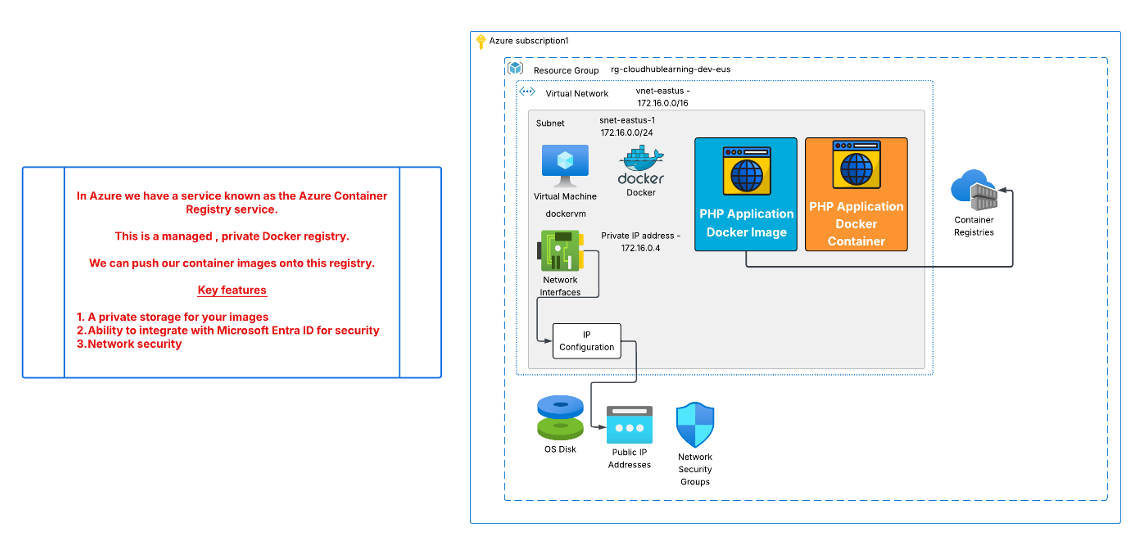 In Azure we have a service known as the Azure Container
Registry service.
This is a managed , private Docker registry.
We can push our container images onto this registry.
Key features
1. A private storage for your images
2.Ability to integrate with Microsoft Entra ID for security
3.Network security
Azure subscription1
Resource Group
rg-cloudhublearning-dev-eus
Virtual Network
vnet-eastus -
172.16.0.0/16
Subnet
snet-eastus-1
172.16.0.0/24
Virtual Machine
dockervm
docker
Docker
PHP Application
Docker Image
PHP Application
Docker
Container
Container
Registries
Private IP address -
172.16.0.4
Network
Interfaces
IP
Configuration
OS Disk
Public IP
Addresses
Network
Security
Groups